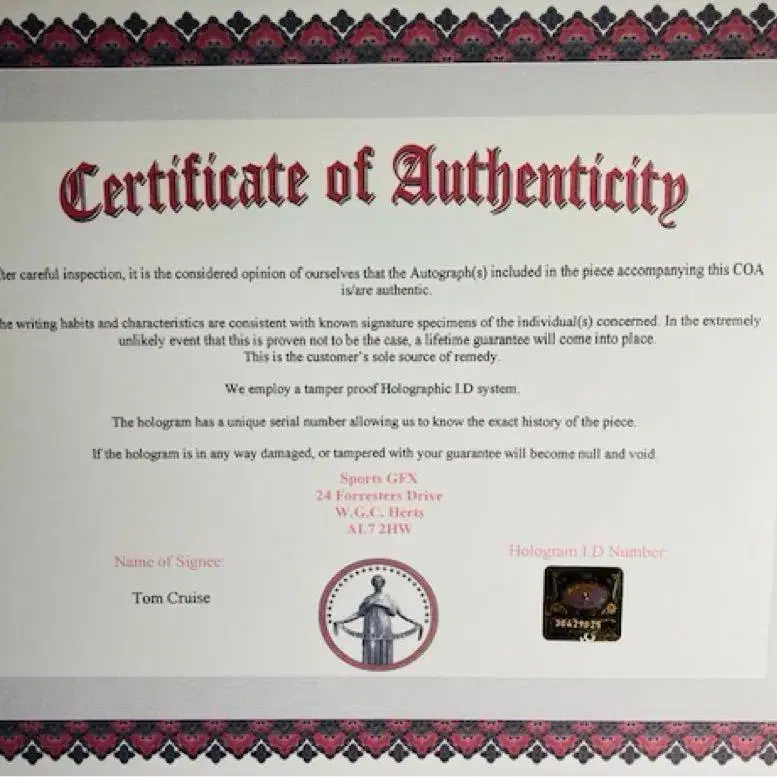 Certificate of Authenticity
ter careful inspection, it is the considered opinion of ourselves that the Autograph(s) included in the piece accompanying this COA
is/are authentic.
he writing habits and characteristics are consistent with known signature specimens of the individual(s) concerned. In the extremely
unlikely event that this is proven not to be the case, a lifetime guarantee will come into place.
This is the customer's sole source of remedy.
We employ a tamper proof Holographic I.D system.
The hologram has a unique serial number allowing us to know the exact history of the piece.
If the hologram is in any way damaged, or tampered with your guarantee will become null and void.
Sports GFX
24 Forresters Drive
W.G.C. Herts
AL7 2HW
Name of Signee:
Hologram I.D Number:
Tom Cruise